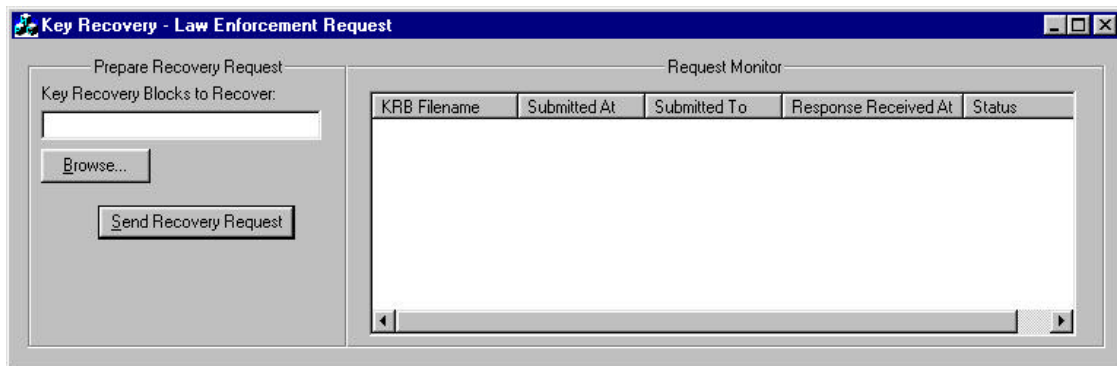 Key Recovery - Law Enforcement Request
Prepare Recovery Request
Key Recovery Blocks to Recover:
Browse...
Send Recovery Request
Request Monitor
KRB Filename Submitted At Submitted To Response Received At Status